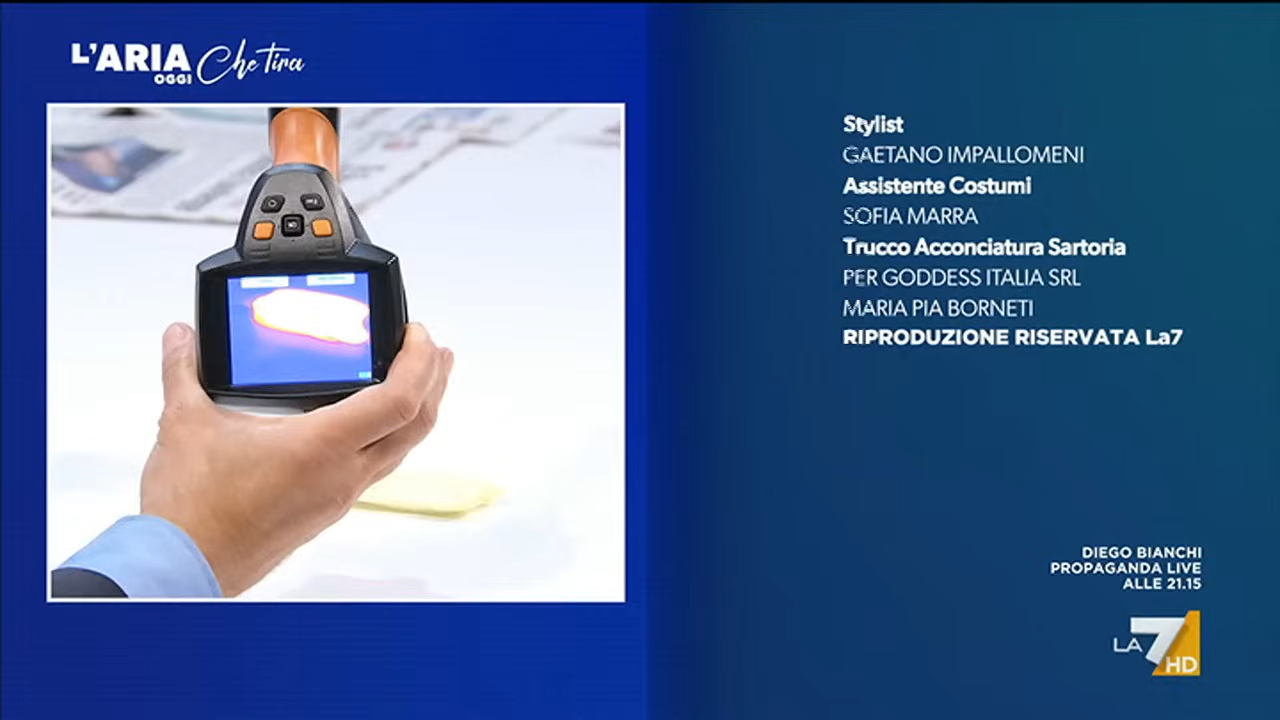 L'ARIA
OGGI
Che tira
Stylist
GAETANO IMPALLOMENI
Assistente Costumi
SOFIA MARRA
Trucco Acconciatura Sartoria
PER GODDESS ITALIA SRL
MARIA PIA BORNETI
RIPRODUZIONE RISERVATA La7
DIEGO BIANCHI
PROPAGANDA LIVE
ALLE 21.15
LA7
HD